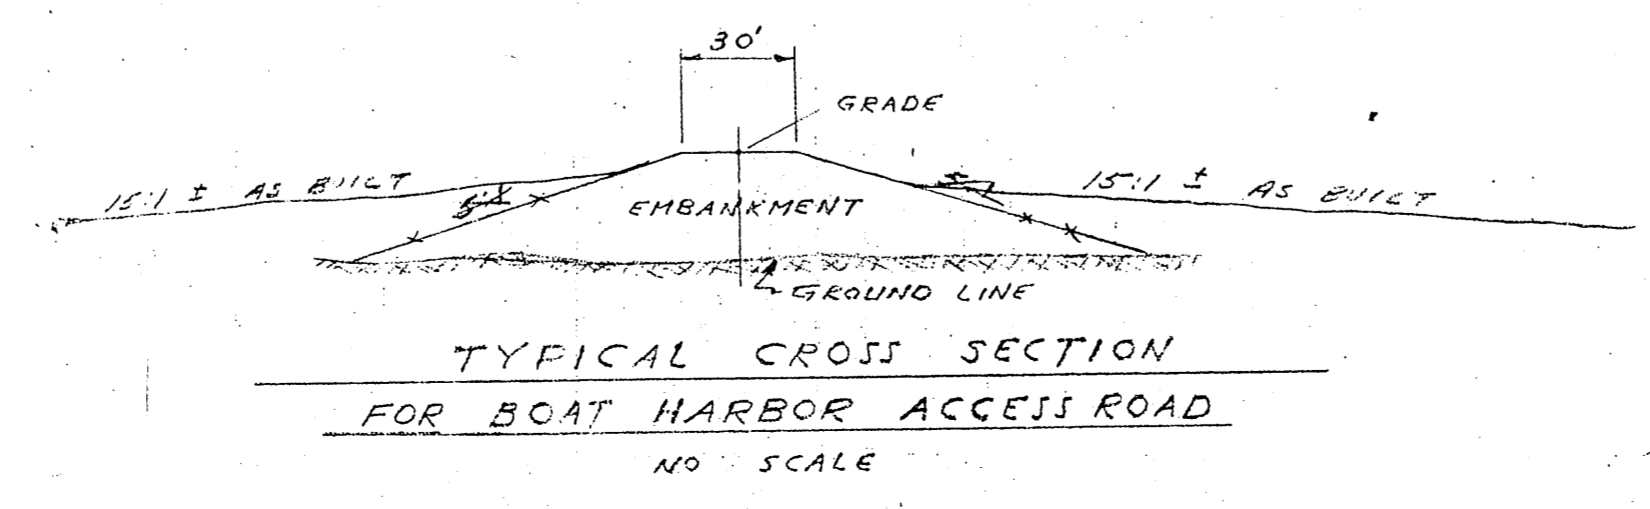 30'
GRADE
15:1 ± AS BUILT
15:1 ± AS BUILT
EMBANKMENT
GROUND LINE
TYPICAL CROSS SECTION
FOR BOAT HARBOR ACCESS ROAD
NO SCALE